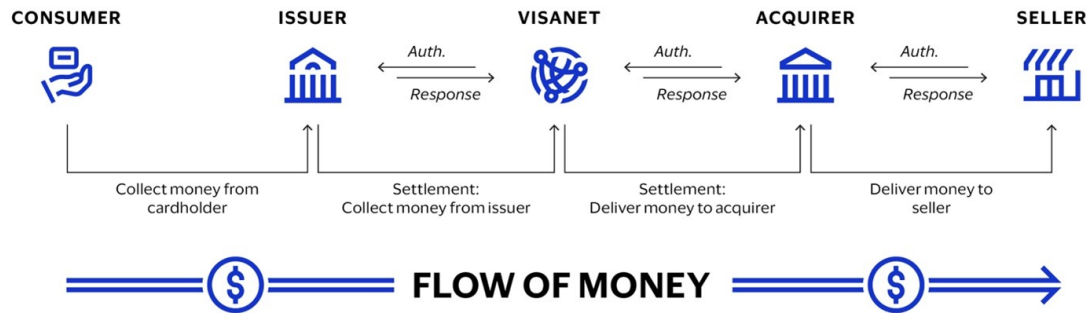 CONSUMER
ISSUER
VISANET
ACQUIRER
SELLER
Auth.
Response
Auth.
Response
Auth.
Response
Collect money from
cardholder
Settlement:
Collect money from issuer
Settlement:
Deliver money to acquirer
Deliver money to
seller
$
FLOW OF MONEY
$